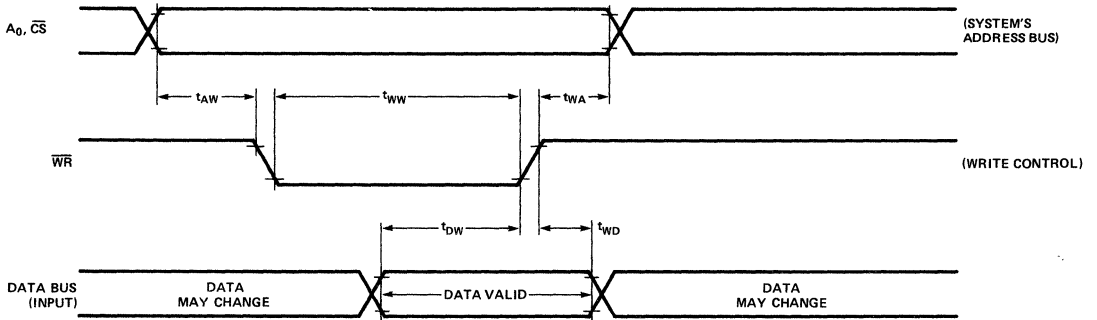 A0, CS
(SYSTEM'S
ADDRESS BUS)
tAW
tWW
tWA
WR
(WRITE CONTROL)
tDW
tWD
DATA BUS
(INPUT)
DATA
MAY CHANGE
DATA VALID
DATA
MAY CHANGE